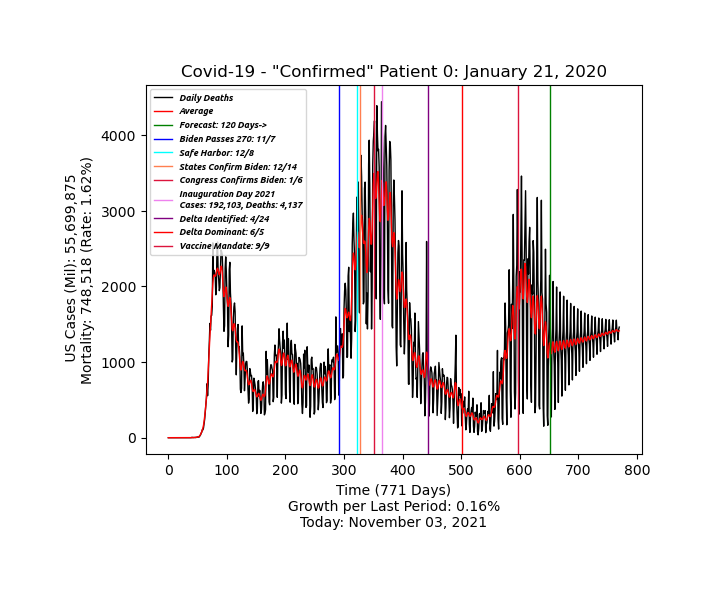 Covid-19 - "Confirmed" Patient 0: January 21, 2020
US Cases (Mil): 55,699,875
Mortality: 748,518 (Rate: 1.62%)
4000
3000
2000
1000
0
Daily Deaths
Average
Forecast: 120 Days->
Biden Passes 270: 11/7
Safe Harbor: 12/8
States Confirm Biden: 12/14
Congress Confirms Biden: 1/6
Inauguration Day 2021
Cases: 192,103, Deaths: 4,137
Delta Identified: 4/24
Delta Dominant: 6/5
Vaccine Mandate: 9/9
0 100 200 300 400 500 600 700 800
Time (771 Days)
Growth per Last Period: 0.16%
Today: November 03, 2021